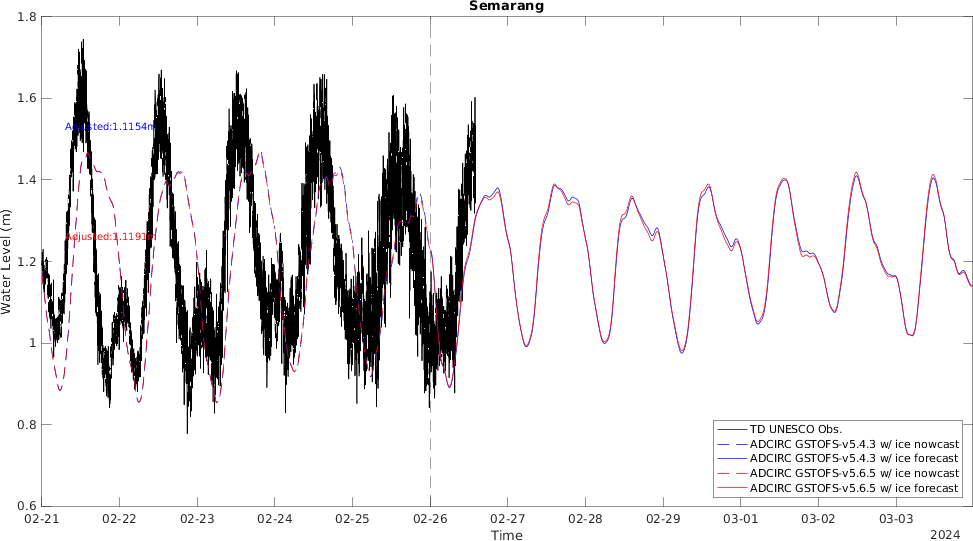 Semarang
1.8
1.6
1.4
1.2
1
0.8
0.6
Water Level (m)
Adjusted:1.1154m
TD UNESCO Obs.
ADCIRC GSTOFS-v5.4.3 w/ ice nowcast
ADCIRC GSTOFS-v5.4.3 w/ ice forecast
ADCIRC GSTOFS-v5.6.5 w/ ice nowcast
ADCIRC GSTOFS-v5.6.5 w/ ice forecast
02-21 02-22 02-23 02-24 02-25 02-26 02-27 02-28 02-29 03-01 03-02 03-03
Time
2024